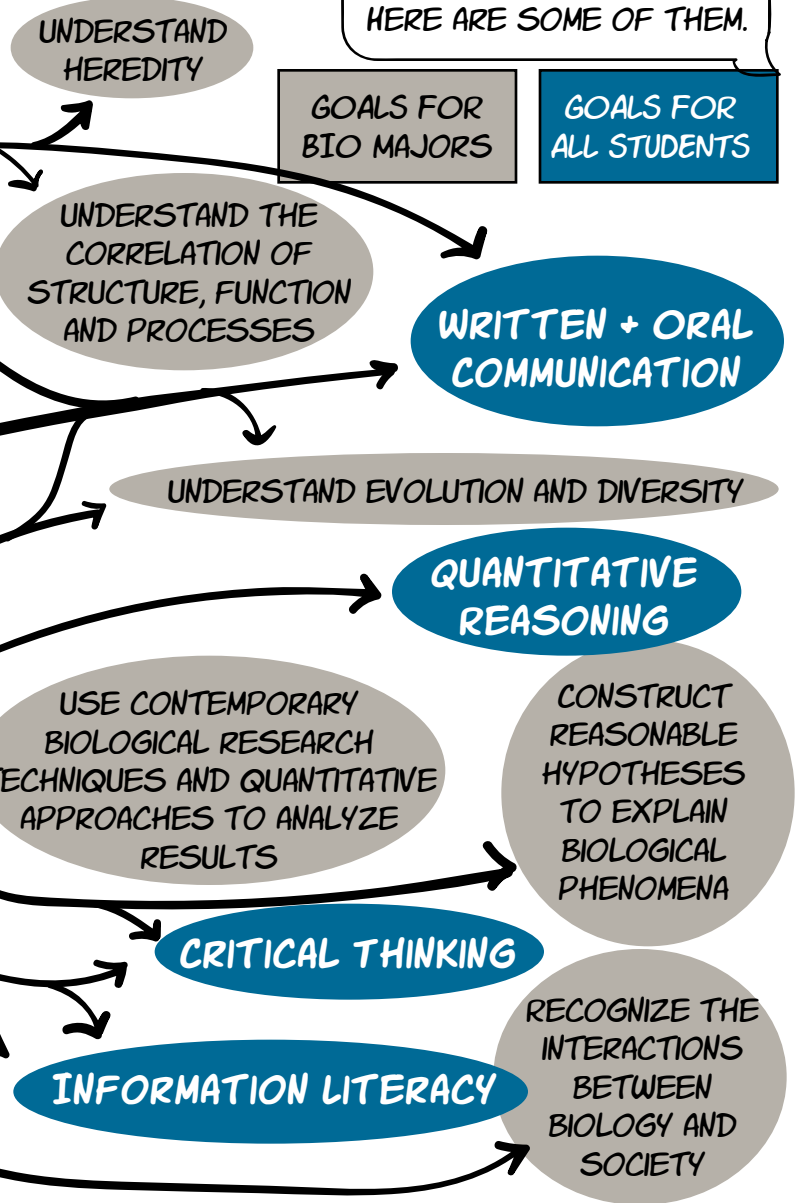 HERE ARE SOME OF THEM.
UNDERSTAND
HEREDITY
GOALS FOR
BIO MAJORS
GOALS FOR
ALL STUDENTS
UNDERSTAND THE
CORRELATION OF
STRUCTURE, FUNCTION
AND PROCESSES
WRITTEN + ORAL
COMMUNICATION
UNDERSTAND EVOLUTION AND DIVERSITY
QUANTITATIVE
REASONING
USE CONTEMPORARY
BIOLOGICAL RESEARCH
ECHNIQUES AND QUANTITATIVE
APPROACHES TO ANALYZE
RESULTS
CONSTRUCT
REASONABLE
HYPOTHESES
TO EXPLAIN
BIOLOGICAL
PHENOMENA
CRITICAL THINKING
RECOGNIZE THE
INTERACTIONS
BETWEEN
BIOLOGY AND
SOCIETY
INFORMATION LITERACY